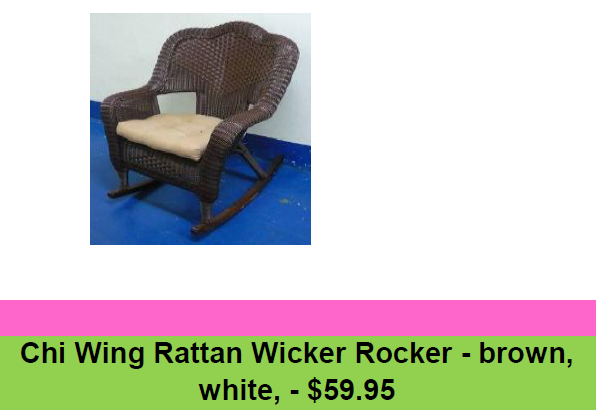 Chi Wing Rattan Wicker Rocker - brown,
white, - $59.95